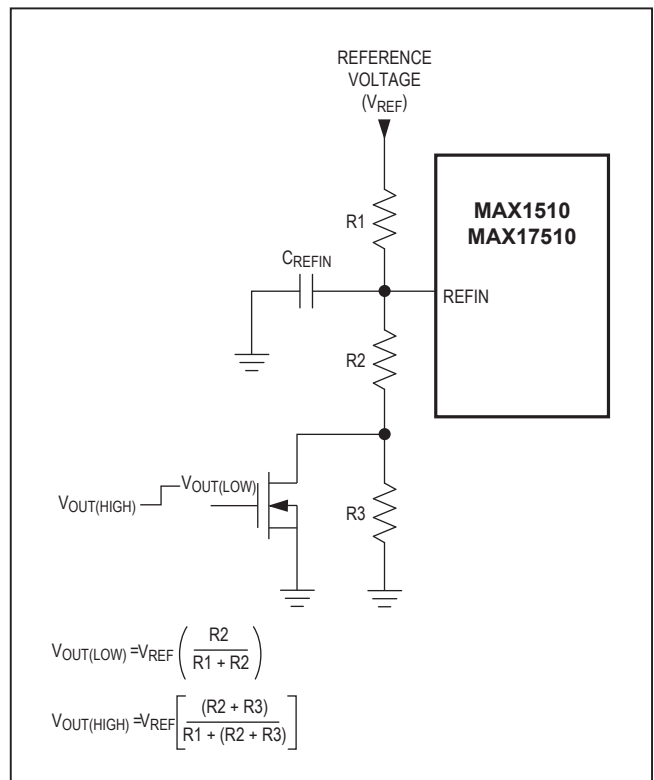 REFERENCE
VOLTAGE
(VREF)
R1
MAX1510
MAX17510
CREFIN
REFIN
R2
VOUT(LOW)
VOUT(HIGH)
R3
VOUT(LOW) =VREF ( R2 / R1 + R2 )
VOUT(HIGH) =VREF [ (R2 + R3) / R1 + (R2 + R3) ]